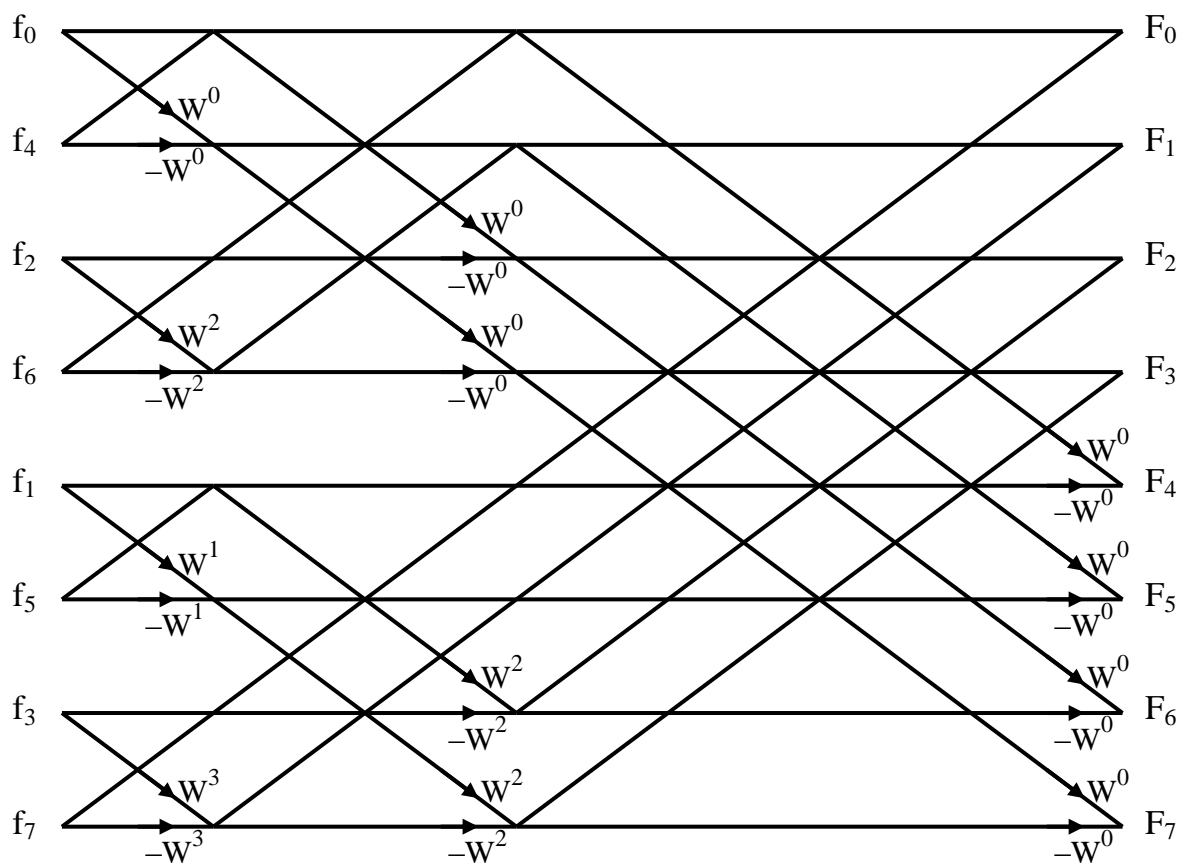 f₀ F₀
W⁰
f₄ F₁
–W⁰
W⁰
f₂ F₂
–W⁰
W² W⁰
f₆ F₃
–W² –W⁰
W⁰
f₁ F₄
–W⁰
W¹ W⁰
f₅ F₅
–W¹ –W⁰
W² W⁰
f₃ F₆
–W² –W⁰
W³ W² W⁰
f₇ F₇
–W³ –W² –W⁰